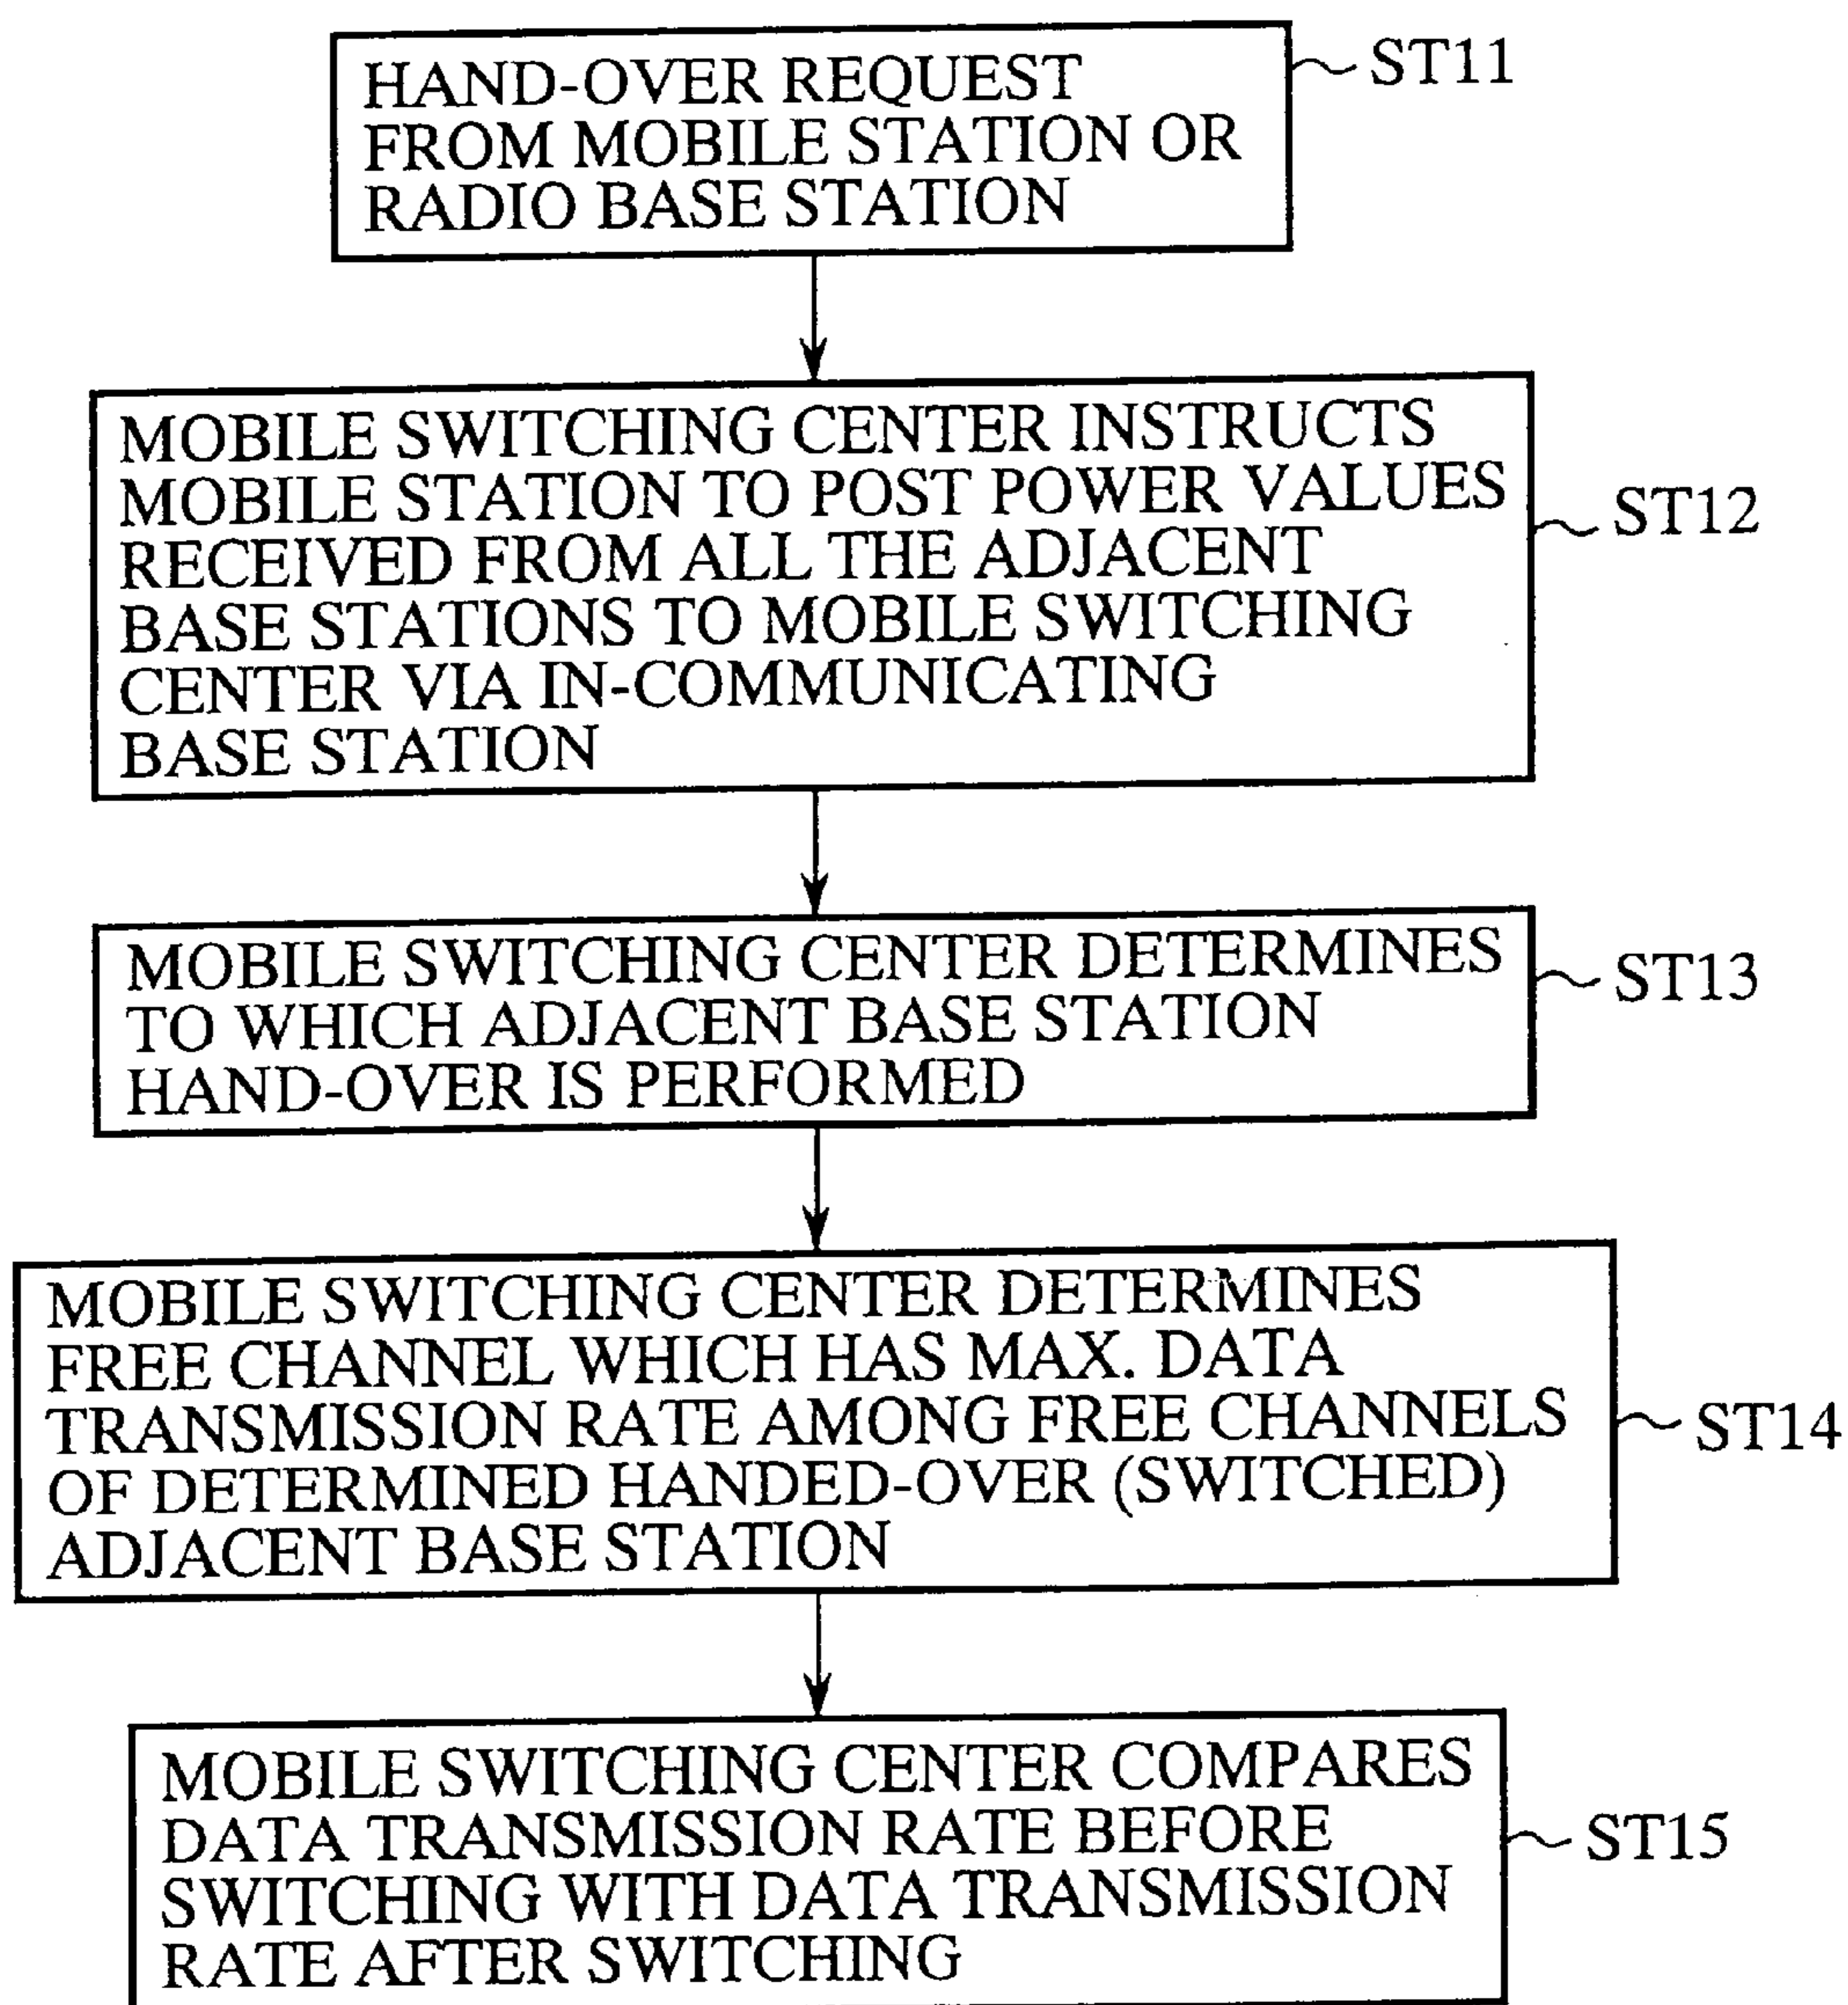 HAND-OVER REQUEST
FROM MOBILE STATION OR
RADIO BASE STATION
ST11
MOBILE SWITCHING CENTER INSTRUCTS
MOBILE STATION TO POST POWER VALUES
RECEIVED FROM ALL THE ADJACENT
BASE STATIONS TO MOBILE SWITCHING
CENTER VIA IN-COMMUNICATING
BASE STATION
ST12
MOBILE SWITCHING CENTER DETERMINES
TO WHICH ADJACENT BASE STATION
HAND-OVER IS PERFORMED
ST13
MOBILE SWITCHING CENTER DETERMINES
FREE CHANNEL WHICH HAS MAX. DATA
TRANSMISSION RATE AMONG FREE CHANNELS
OF DETERMINED HANDED-OVER (SWITCHED)
ADJACENT BASE STATION
ST14
MOBILE SWITCHING CENTER COMPARES
DATA TRANSMISSION RATE BEFORE
SWITCHING WITH DATA TRANSMISSION
RATE AFTER SWITCHING
ST15